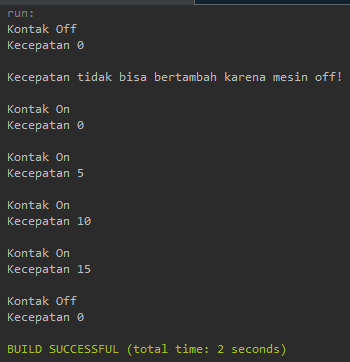 run:
Kontak Off
Kecepatan 0
Kecepatan tidak bisa bertambah karena mesin off!
Kontak On
Kecepatan 0
Kontak On
Kecepatan 5
Kontak On
Kecepatan 10
Kontak On
Kecepatan 15
Kontak Off
Kecepatan 0
BUILD SUCCESSFUL (total time: 2 seconds)